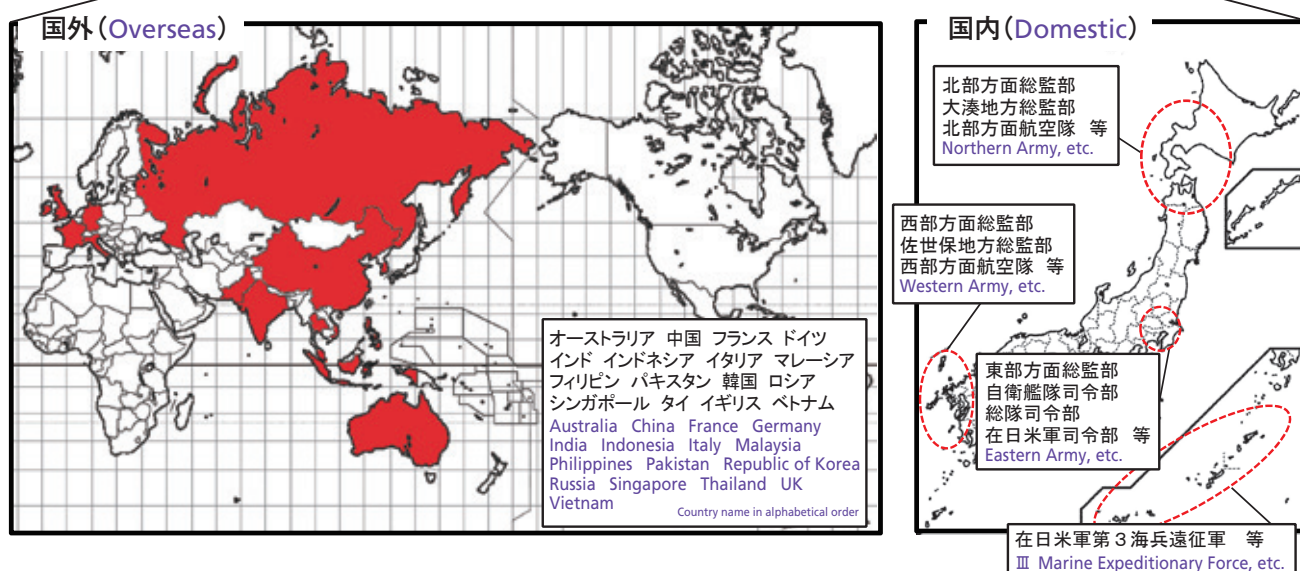 国外(Overseas)
オーストラリア 中国 フランス ドイツ
インド インドネシア イタリア マレーシア
フィリピン パキスタン 韓国 ロシア
シンガポール タイ イギリス ベトナム
Australia China France Germany
India Indonesia Italy Malaysia
Philippines Pakistan Republic of Korea
Russia Singapore Thailand UK
Vietnam
Country name in alphabetical order
国内(Domestic)
北部方面総監部
大湊地方総監部
北部方面航空隊 等
Northern Army, etc.
西部方面総監部
佐世保地方総監部
西部方面航空隊 等
Western Army, etc.
東部方面総監部
自衛艦隊司令部
総隊司令部
在日米軍司令部 等
Eastern Army, etc.
在日米軍第3海兵遠征軍 等
Ⅲ Marine Expeditionary Force, etc.